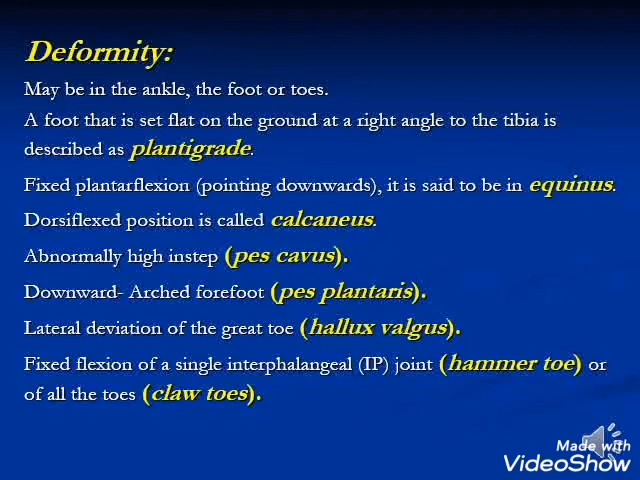 Deformity:
May be in the ankle, the foot or toes.
A foot that is set flat on the ground at a right angle to the tibia is
described as plantigrade.
Fixed plantarflexion (pointing downwards), it is said to be in equinus.
Dorsiflexed position is called calcaneus.
Abnormally high instep (pes cavus).
Downward- Arched forefoot (pes plantaris).
Lateral deviation of the great toe (hallux valgus).
Fixed flexion of a single interphalangeal (IP) joint (hammer toe) or
of all the toes (claw toes).
Made with
VideoShow